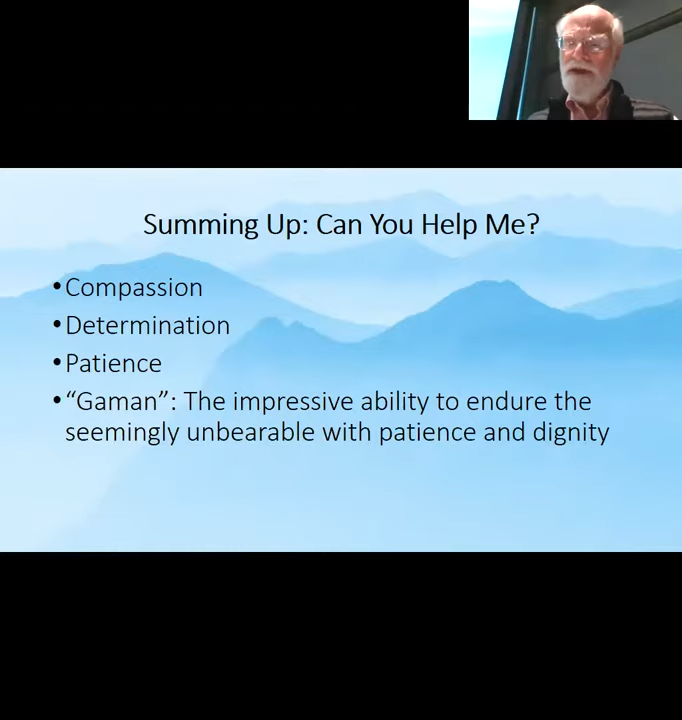 Summing Up: Can You Help Me?
•Compassion
•Determination
•Patience
•“Gaman”: The impressive ability to endure the
seemingly unbearable with patience and dignity